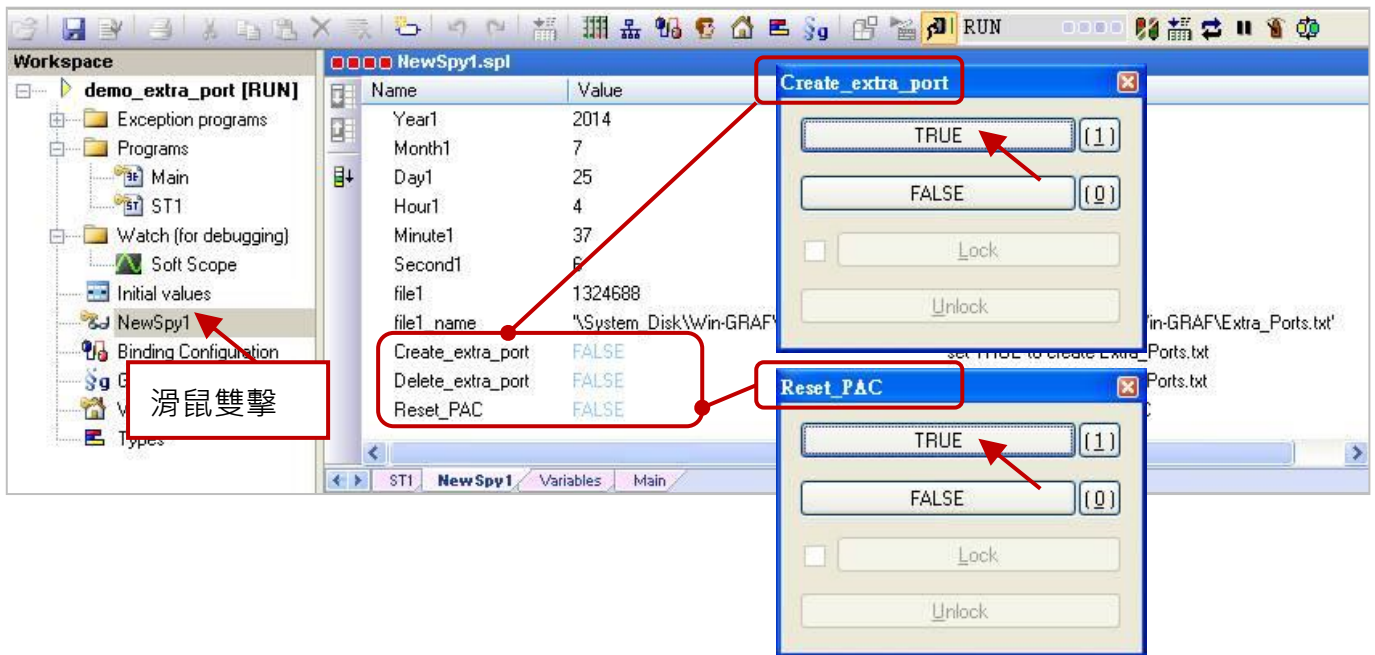 RUN
Workspace
demo_extra_port [RUN]
Exception programs
Programs
Main
ST1
Watch (for debugging)
Soft Scope
Initial values
NewSpy1
Binding Configuration
滑鼠雙擊
Types
NewSpy1.spl
Name Value
Year1 2014
Month1 7
Day1 25
Hour1 4
Minute1 37
Second1 6
file1 1324688
file1_name "\System_Disk\Win-GRAF\ in-GRAF\Extra_Ports.txt'
Create_extra_port FALSE set TRUE to create Extra_Ports.txt
Delete_extra_port FALSE Ports.txt
Reset_PAC FALSE
ST1 NewSpy1 Variables Main
Create_extra_port
TRUE (1)
FALSE (0)
Lock
Unlock
Reset_PAC
TRUE (1)
FALSE (0)
Lock
Unlock